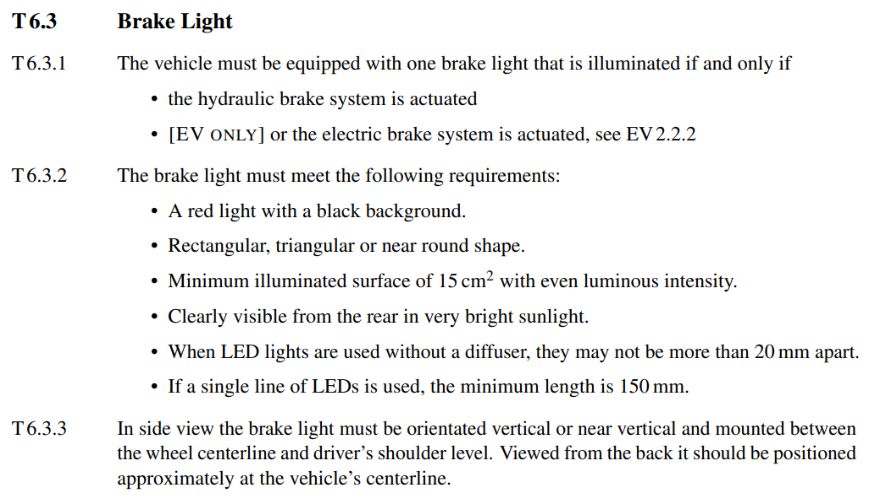 T 6.3 Brake Light
T 6.3.1 The vehicle must be equipped with one brake light that is illuminated if and only if
• the hydraulic brake system is actuated
• [EV ONLY] or the electric brake system is actuated, see EV 2.2.2
T 6.3.2 The brake light must meet the following requirements:
• A red light with a black background.
• Rectangular, triangular or near round shape.
• Minimum illuminated surface of 15 cm² with even luminous intensity.
• Clearly visible from the rear in very bright sunlight.
• When LED lights are used without a diffuser, they may not be more than 20 mm apart.
• If a single line of LEDs is used, the minimum length is 150 mm.
T 6.3.3 In side view the brake light must be orientated vertical or near vertical and mounted between
the wheel centerline and driver's shoulder level. Viewed from the back it should be positioned
approximately at the vehicle's centerline.